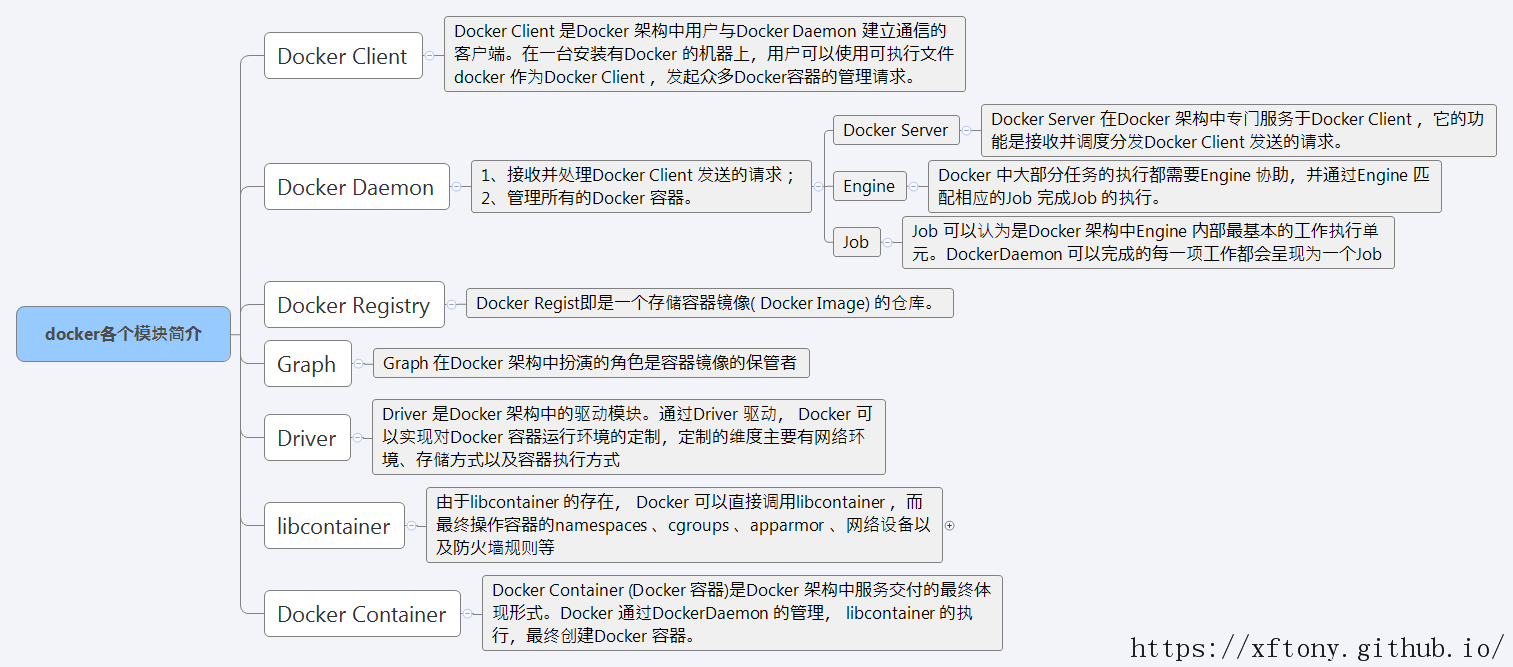 Docker Client
Docker Client 是Docker 架构中用户与Docker Daemon 建立通信的
客户端。在一台安装有Docker 的机器上，用户可以使用可执行文件
docker 作为Docker Client ，发起众多Docker容器的管理请求。
Docker Daemon
1、接收并处理Docker Client 发送的请求；
2、管理所有的Docker 容器。
Docker Server
Docker Server 在Docker 架构中专门服务于Docker Client ，它的功
能是接收并调度分发Docker Client 发送的请求。
Engine
Docker 中大部分任务的执行都需要Engine 协助，并通过Engine 匹
配相应的Job 完成Job 的执行。
Job
Job 可以认为是Docker 架构中Engine 内部最基本的工作执行单
元。DockerDaemon 可以完成的每一项工作都会呈现为一个Job
docker各个模块简介
Docker Registry
Docker Regist即是一个存储容器镜像( Docker Image) 的仓库。
Graph
Graph 在Docker 架构中扮演的角色是容器镜像的保管者
Driver
Driver 是Docker 架构中的驱动模块。通过Driver 驱动， Docker 可
以实现对Docker 容器运行环境的定制，定制的维度主要有网络环
境、存储方式以及容器执行方式
libcontainer
由于libcontainer 的存在， Docker 可以直接调用libcontainer ，而
最终操作容器的namespaces 、cgroups 、apparmor 、网络设备以
及防火墙规则等
Docker Container
Docker Container (Docker 容器)是Docker 架构中服务交付的最终体
现形式。Docker 通过DockerDaemon 的管理， libcontainer 的执
行，最终创建Docker 容器。
https://xftony.github.io/